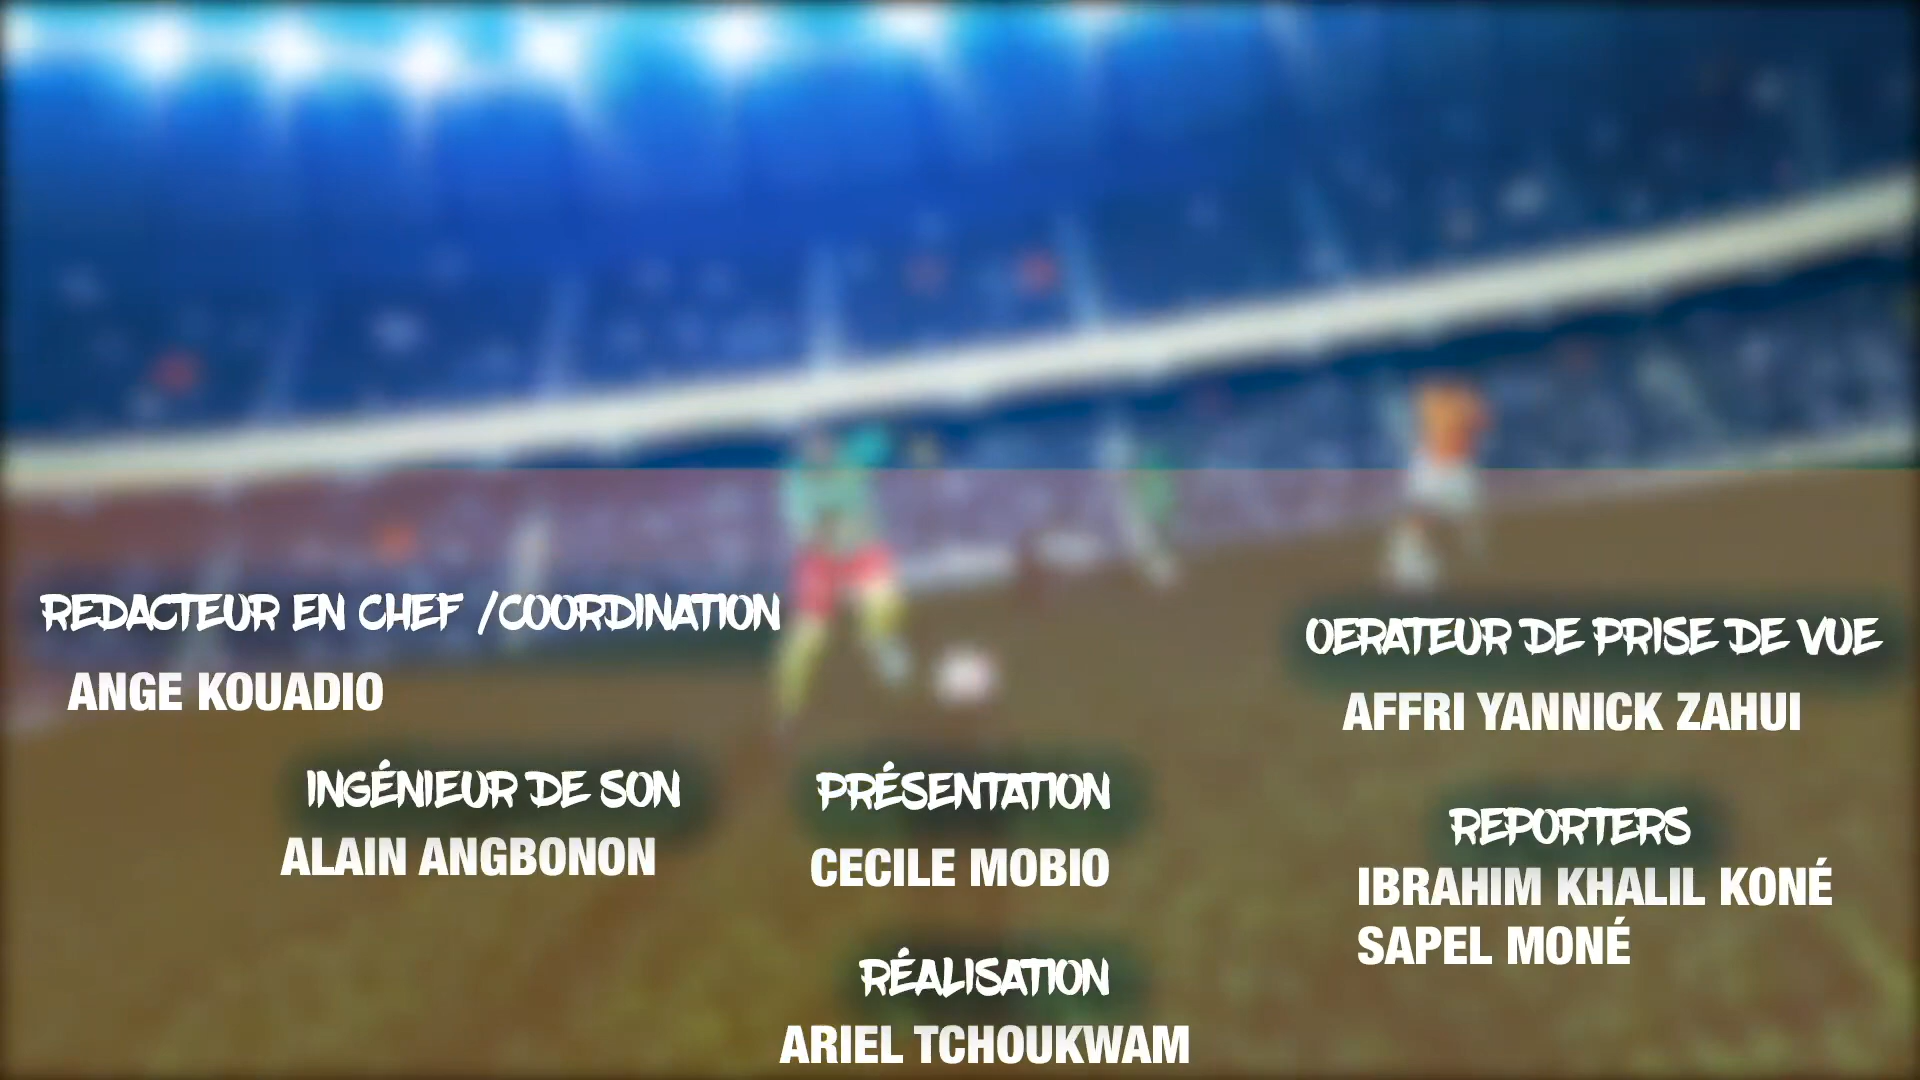 REDACTEUR EN CHEF /COORDINATION
ANGE KOUADIO
OERATEUR DE PRISE DE VUE
AFFRI YANNICK ZAHUI
INGÉNIEUR DE SON
ALAIN ANGBONON
PRÉSENTATION
CECILE MOBIO
REPORTERS
IBRAHIM KHALIL KONÉ
SAPEL MONÉ
RÉALISATION
ARIEL TCHOUKWAM